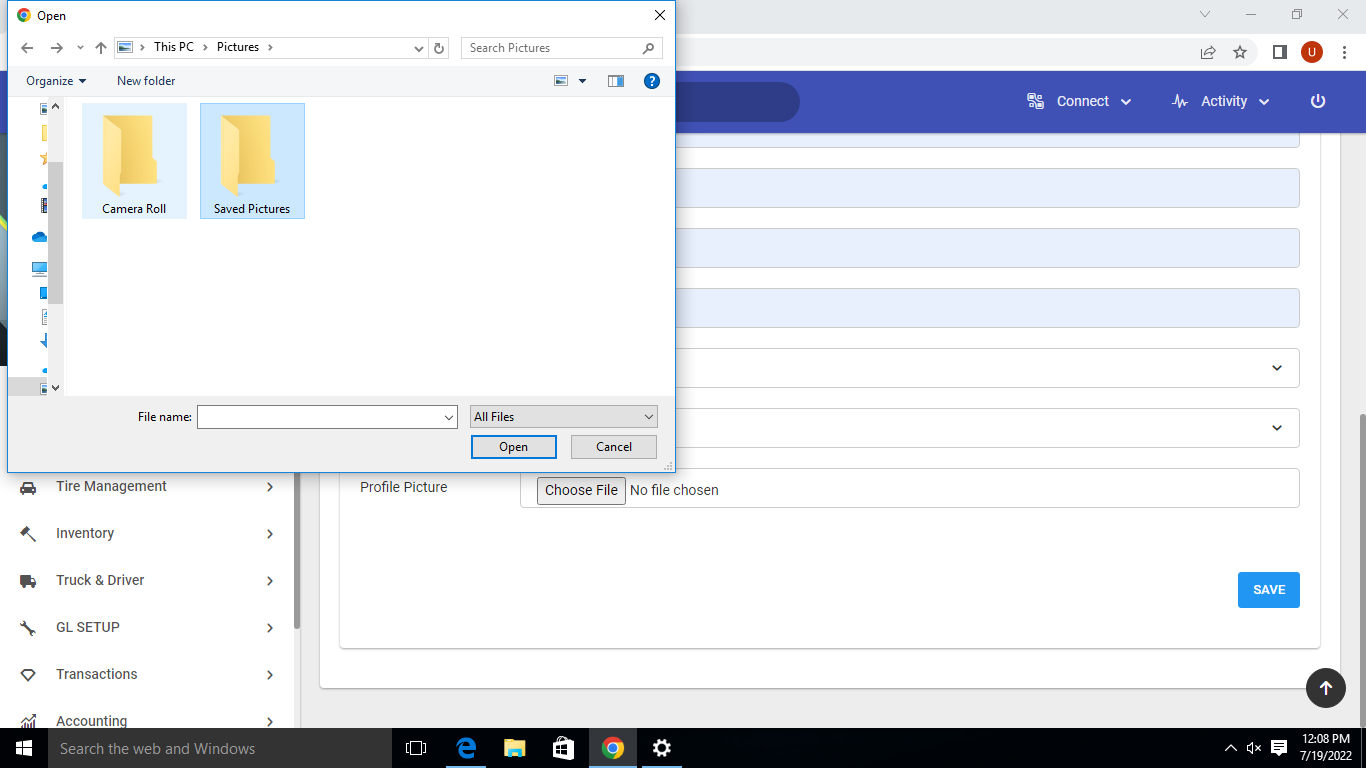 Open
This PC
Pictures
Search Pictures
Organize
New folder
Camera Roll
Saved Pictures
File name:
All Files
Open
Cancel
U
Connect
Activity
Profile Picture
Choose File
No file chosen
SAVE
Tire Management
Inventory
Truck & Driver
GL SETUP
Transactions
Accounting
Search the web and Windows
12:08 PM
7/19/2022